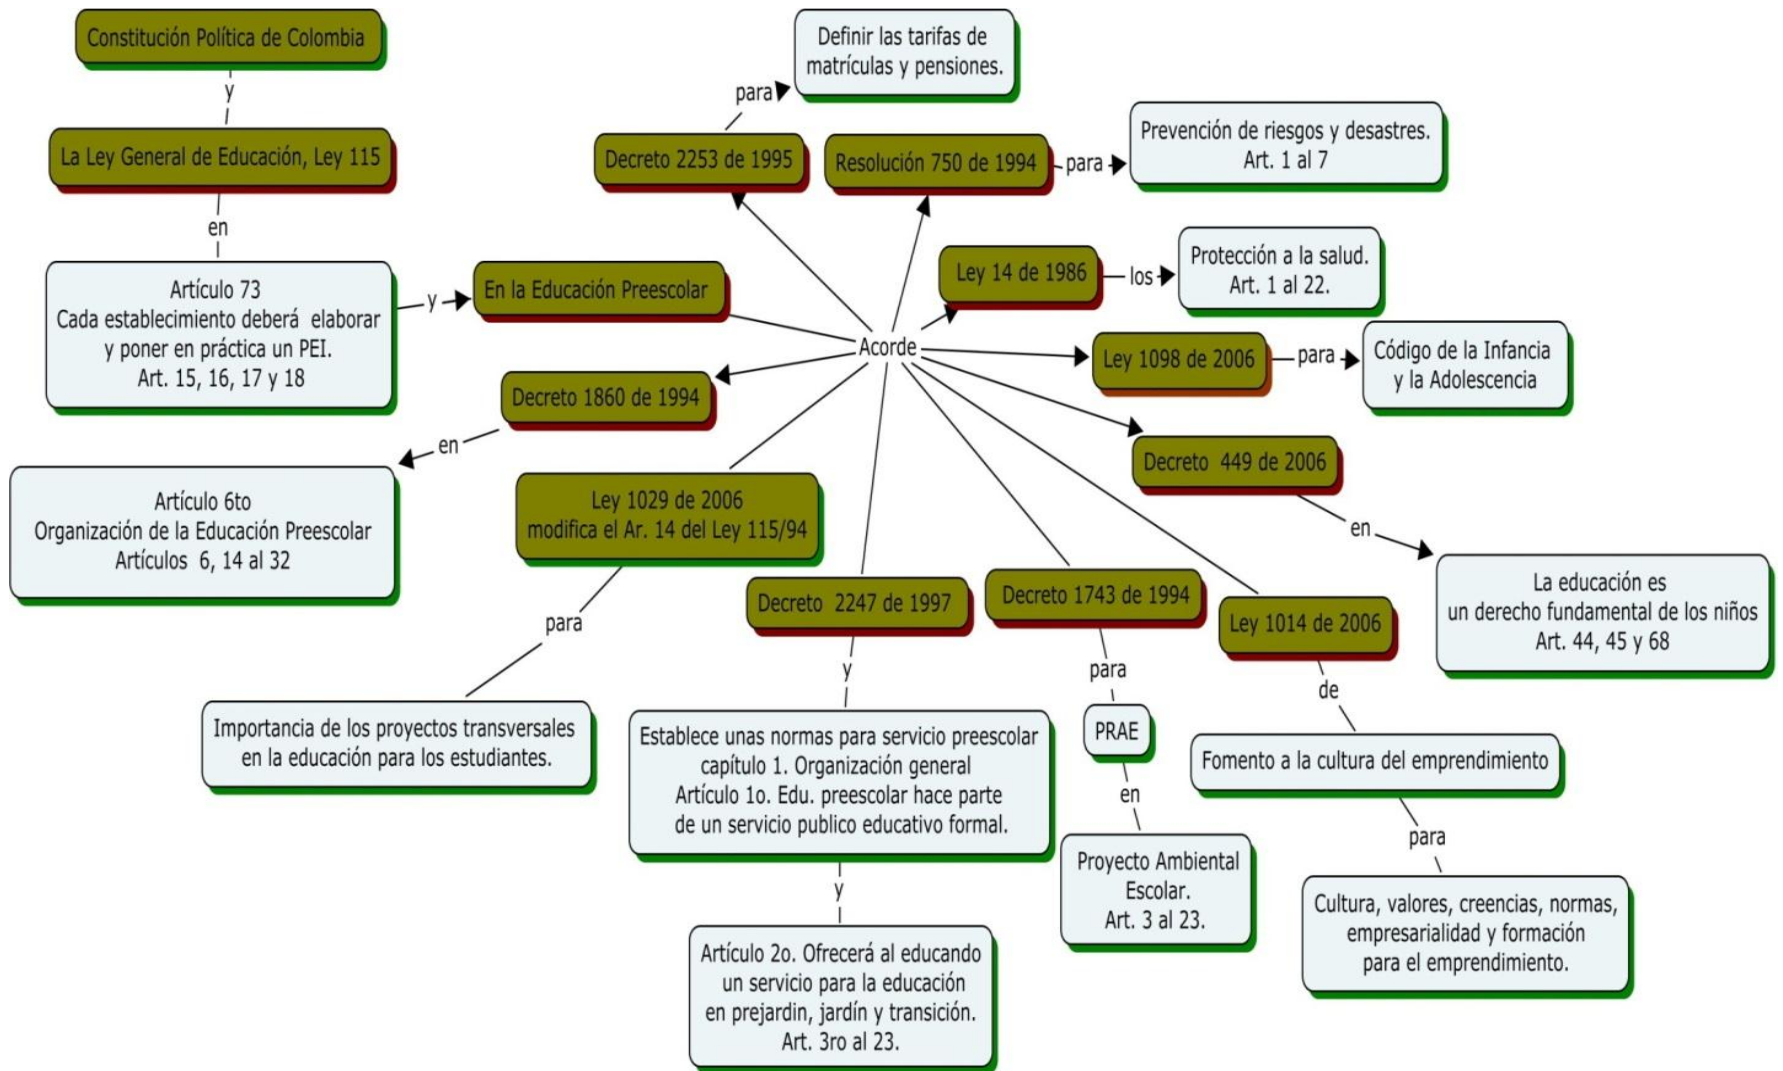 Constitución Política de Colombia
y
La Ley General de Educación, Ley 115
en
Artículo 73
Cada establecimiento deberá elaborar
y poner en práctica un PEI.
Art. 15, 16, 17 y 18
y
En la Educación Preescolar
Acorde
Decreto 2253 de 1995
para
Definir las tarifas de
matrículas y pensiones.
Resolución 750 de 1994
para
Prevención de riesgos y desastres.
Art. 1 al 7
Ley 14 de 1986
los
Protección a la salud.
Art. 1 al 22.
Ley 1098 de 2006
para
Código de la Infancia
y la Adolescencia
Decreto 449 de 2006
en
La educación es
un derecho fundamental de los niños
Art. 44, 45 y 68
Decreto 1860 de 1994
en
Artículo 6to
Organización de la Educación Preescolar
Artículos 6, 14 al 32
Ley 1029 de 2006
modifica el Ar. 14 del Ley 115/94
para
Importancia de los proyectos transversales
en la educación para los estudiantes.
Decreto 2247 de 1997
y
Establece unas normas para servicio preescolar
capítulo 1. Organización general
Artículo 1o. Edu. preescolar hace parte
de un servicio publico educativo formal.
y
Artículo 2o. Ofrecerá al educando
un servicio para la educación
en prejardin, jardín y transición.
Art. 3ro al 23.
Decreto 1743 de 1994
para
PRAE
en
Proyecto Ambiental
Escolar.
Art. 3 al 23.
Ley 1014 de 2006
de
Fomento a la cultura del emprendimiento
para
Cultura, valores, creencias, normas,
empresarialidad y formación
para el emprendimiento.